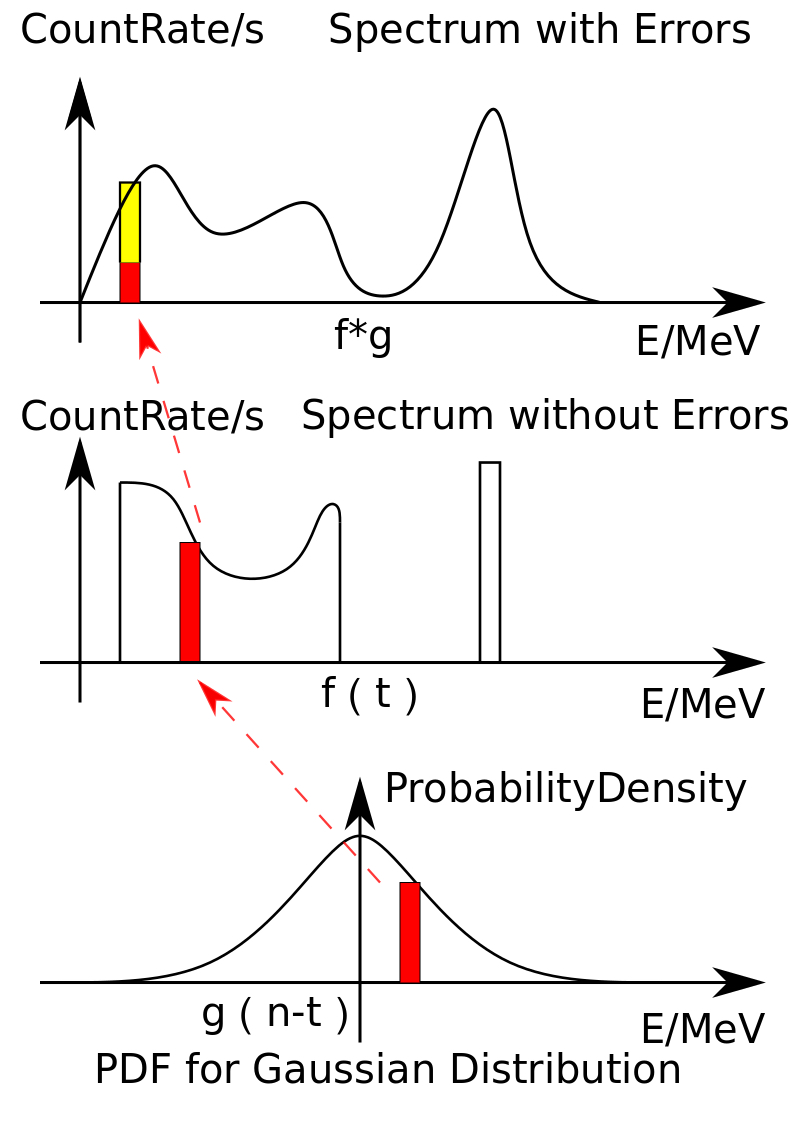 CountRate/s
Spectrum with Errors
f*g
E/MeV
CountRate/s
Spectrum without Errors
f ( t )
E/MeV
ProbabilityDensity
g ( n-t )
E/MeV
PDF for Gaussian Distribution